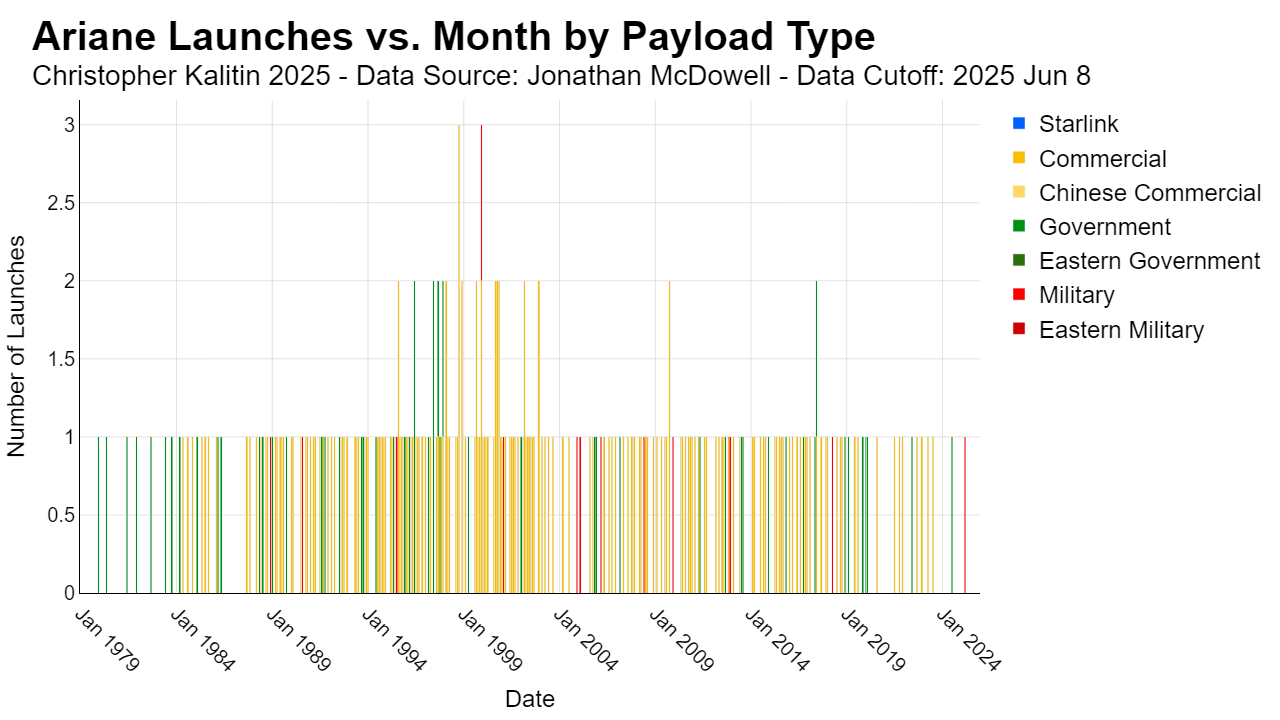 Ariane Launches vs. Month by Payload Type
Christopher Kalitin 2025 - Data Source: Jonathan McDowell - Data Cutoff: 2025 Jun 8
Number of Launches
3
2.5
2
1.5
1
0.5
0
Jan 1979
Jan 1984
Jan 1989
Jan 1994
Jan 1999
Jan 2004
Jan 2009
Jan 2014
Jan 2019
Jan 2024
Date
Starlink
Commercial
Chinese Commercial
Government
Eastern Government
Military
Eastern Military